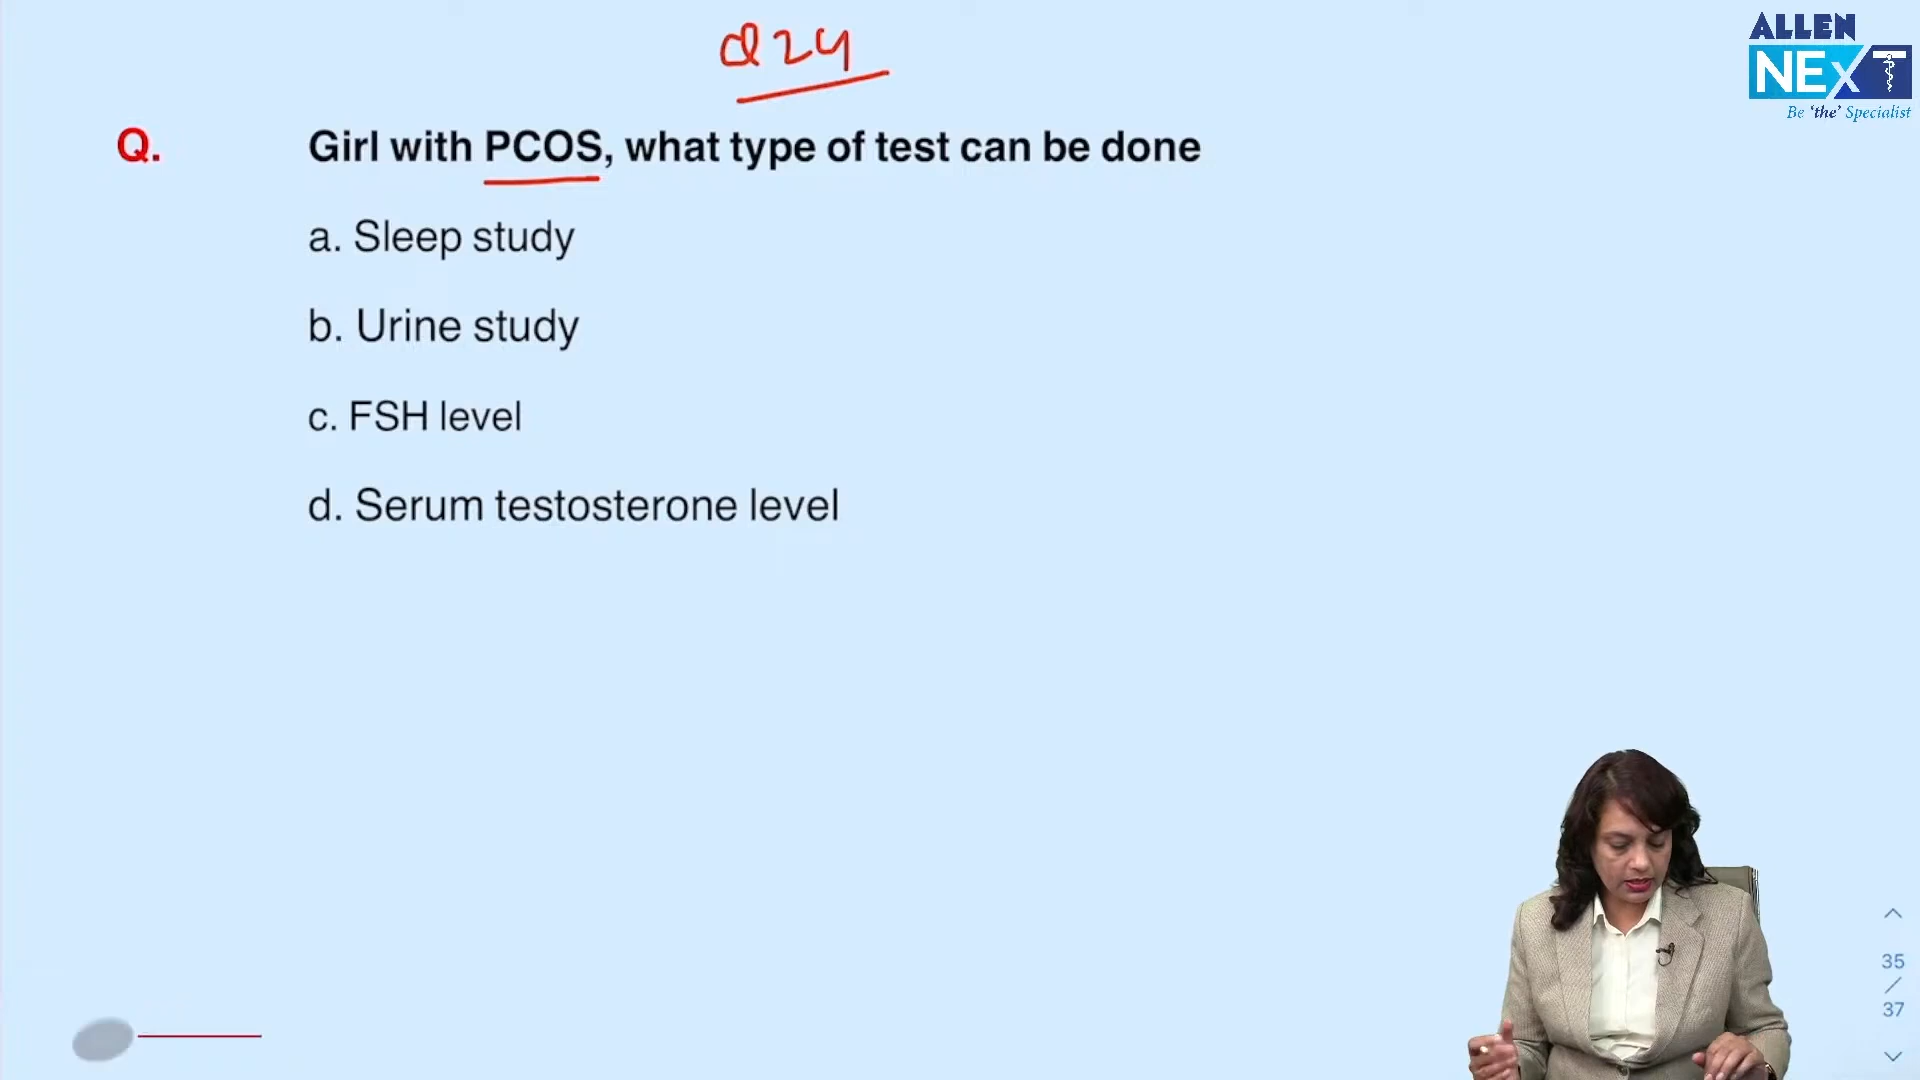 Q24
ALLEN
NEXT
Be 'the' Specialist
Q. Girl with PCOS, what type of test can be done
a. Sleep study
b. Urine study
c. FSH level
d. Serum testosterone level
35
/
37